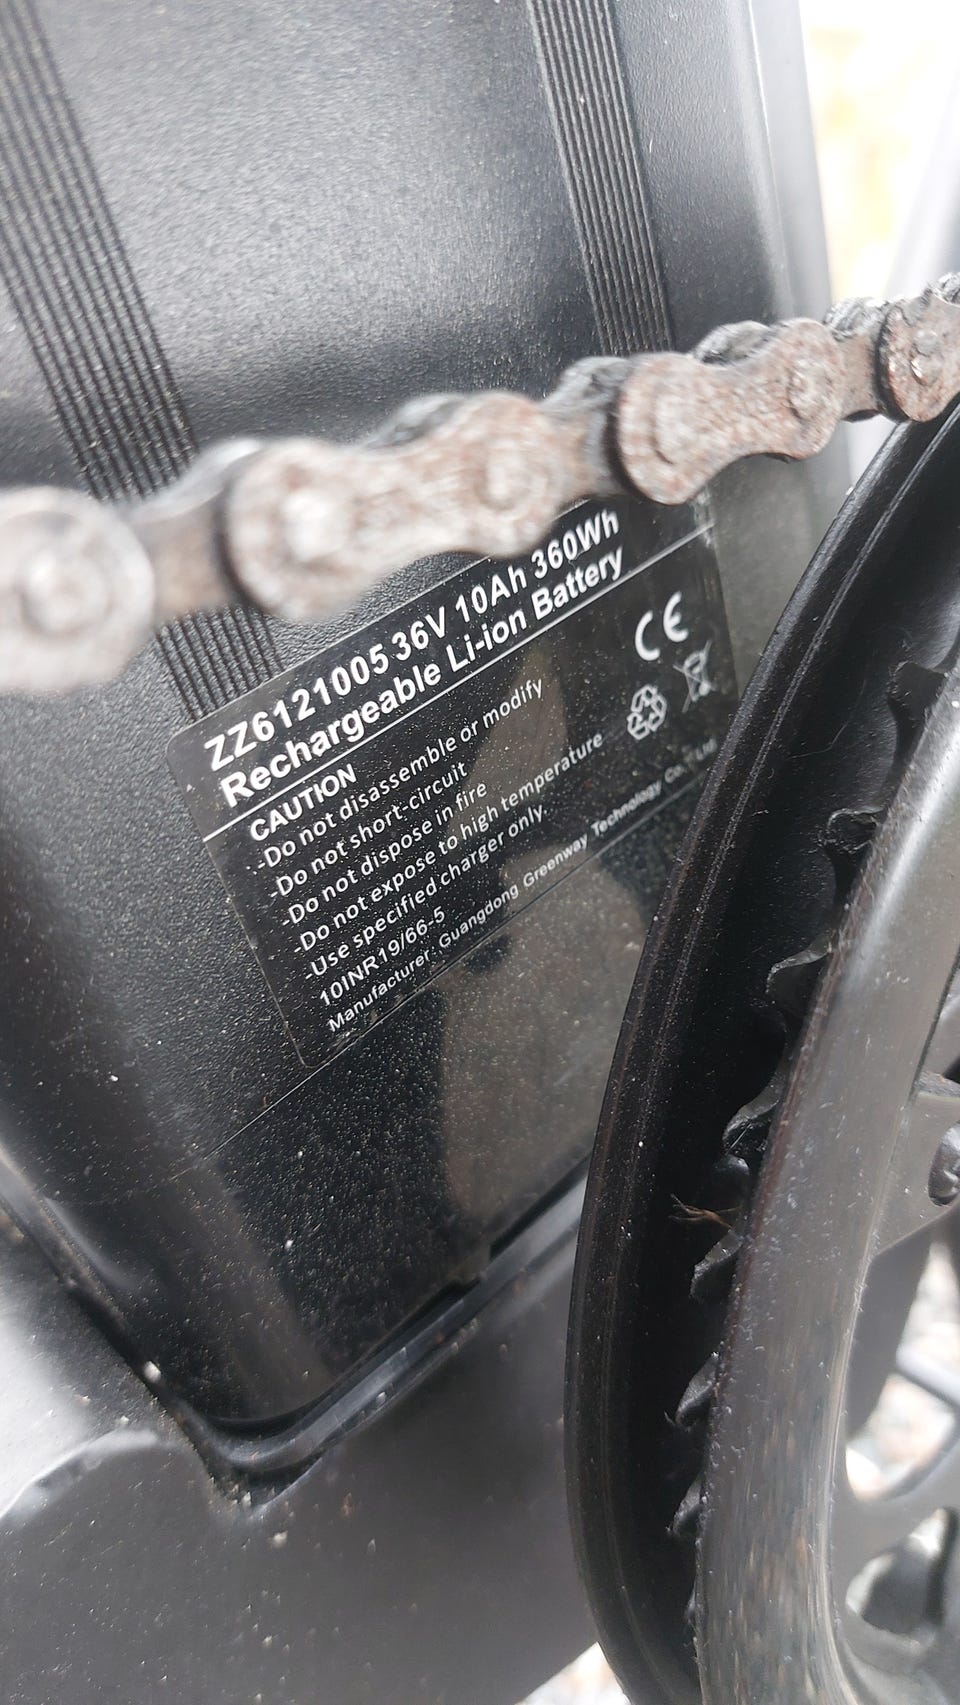 ZZ6121005 36V 10Ah 360Wh
Rechargeable Li-ion Battery
CAUTION
-Do not disassemble or modify
-Do not short-circuit
-Do not dispose in fire
-Do not expose to high temperature
-Use specified charger only.
10INR19/66-5
Manufacturer: Guangdong Greenway Technology Co., Ltd
CE